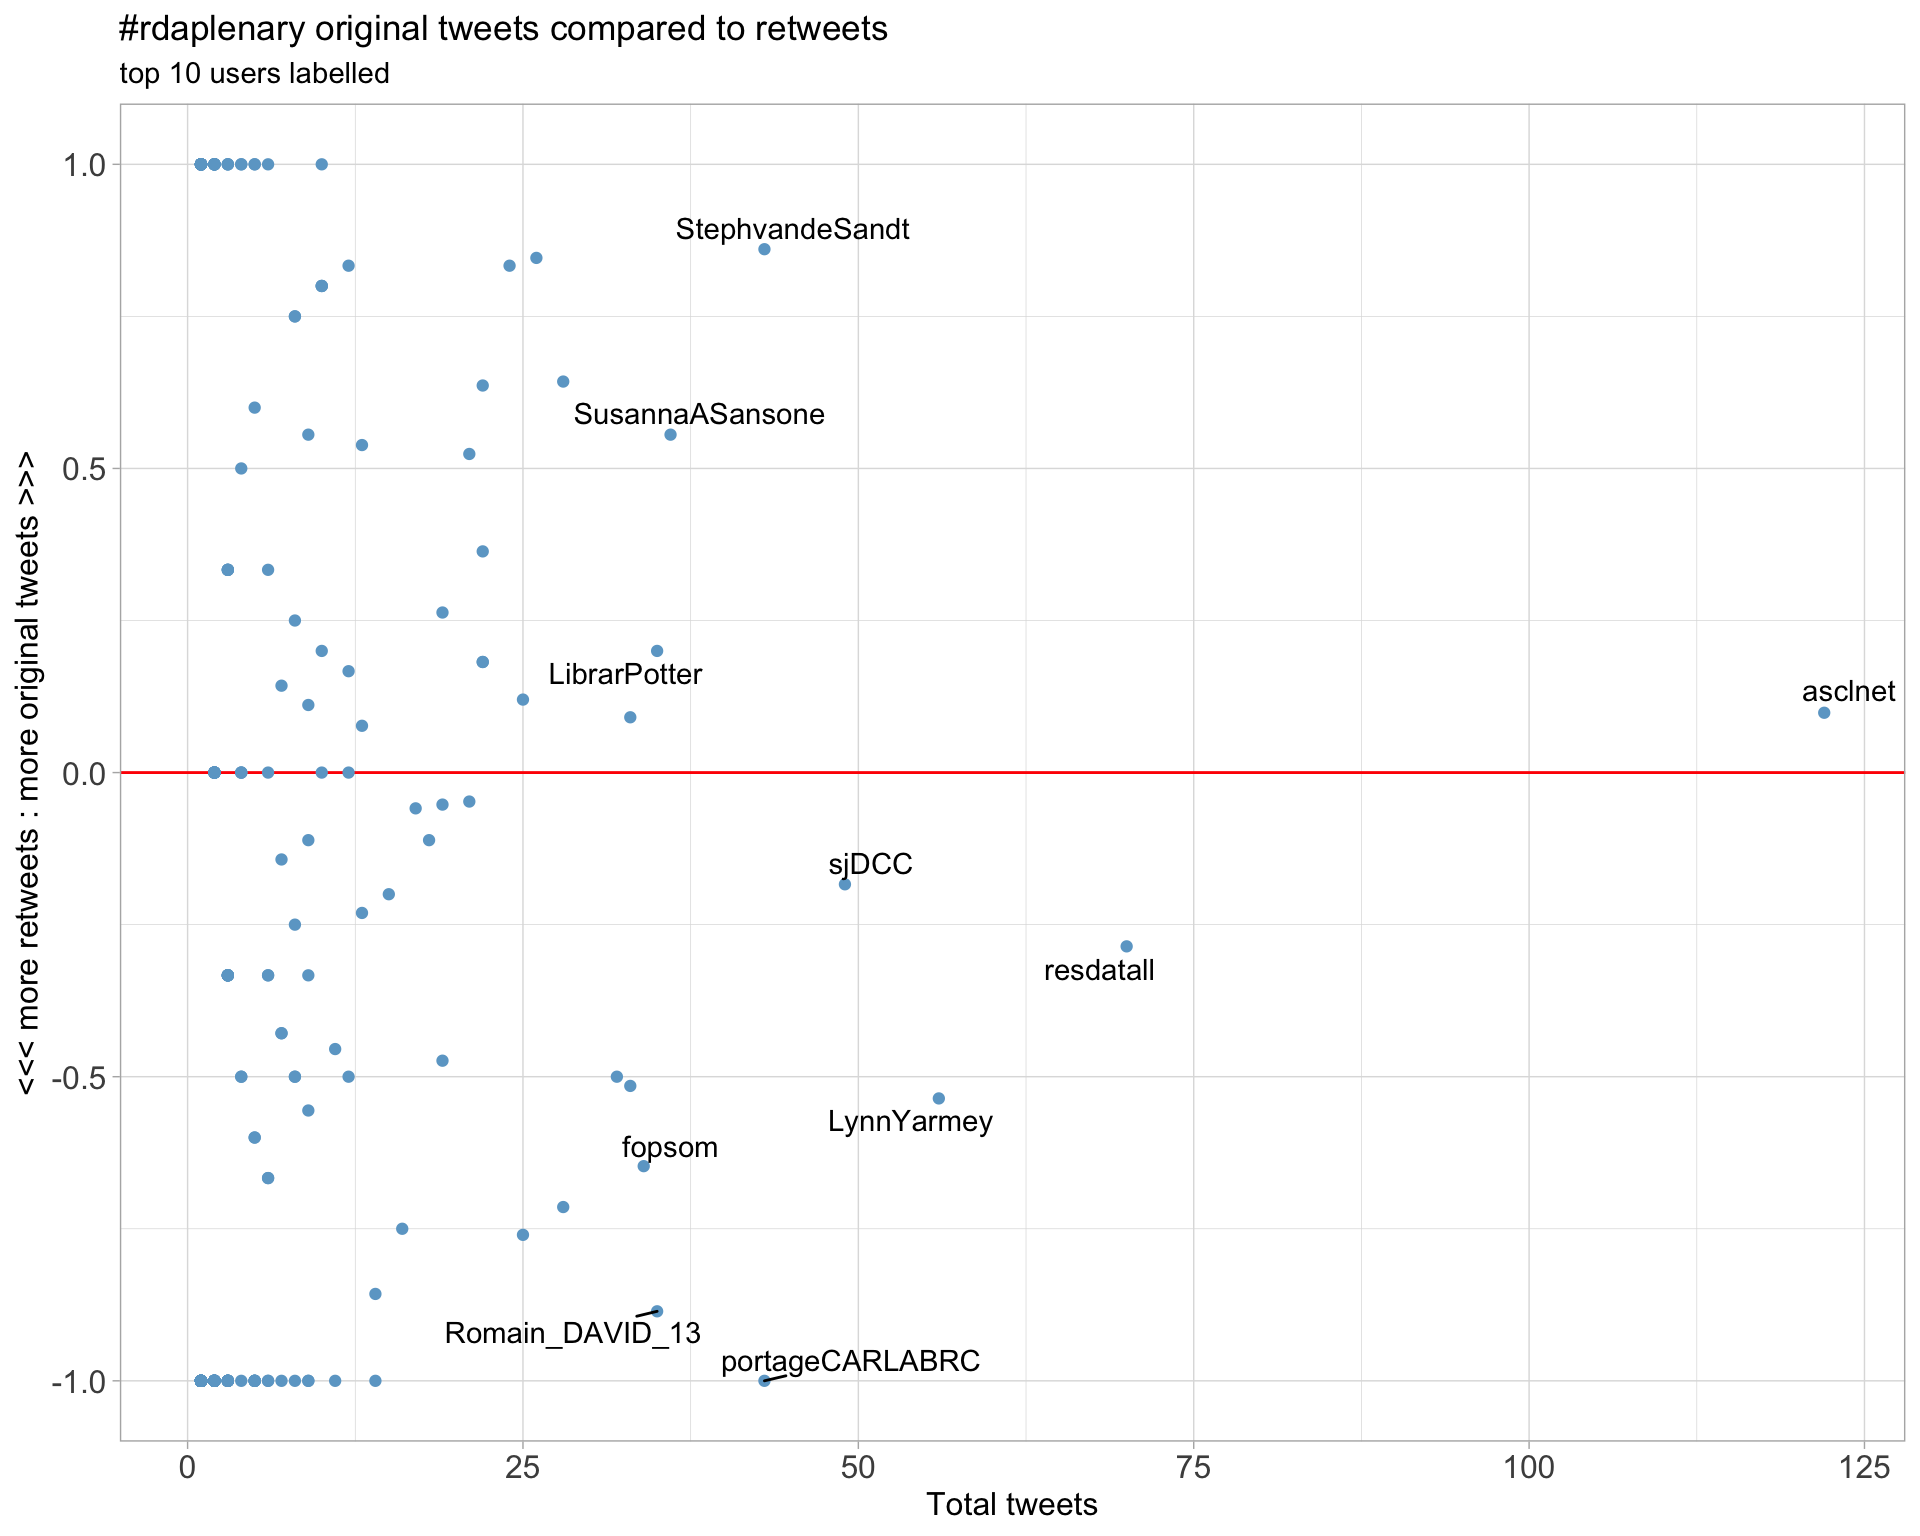 #rdaplenary original tweets compared to retweets
top 10 users labelled
<<< more retweets : more original tweets >>>
1.0
0.5
0.0
-0.5
-1.0
StephvandeSandt
SusannaASansone
LibrarPotter
asclnet
sjDCC
resdatall
LynnYarmey
fopsom
Romain_DAVID_13
portageCARLABRC
0 25 50 75 100 125
Total tweets